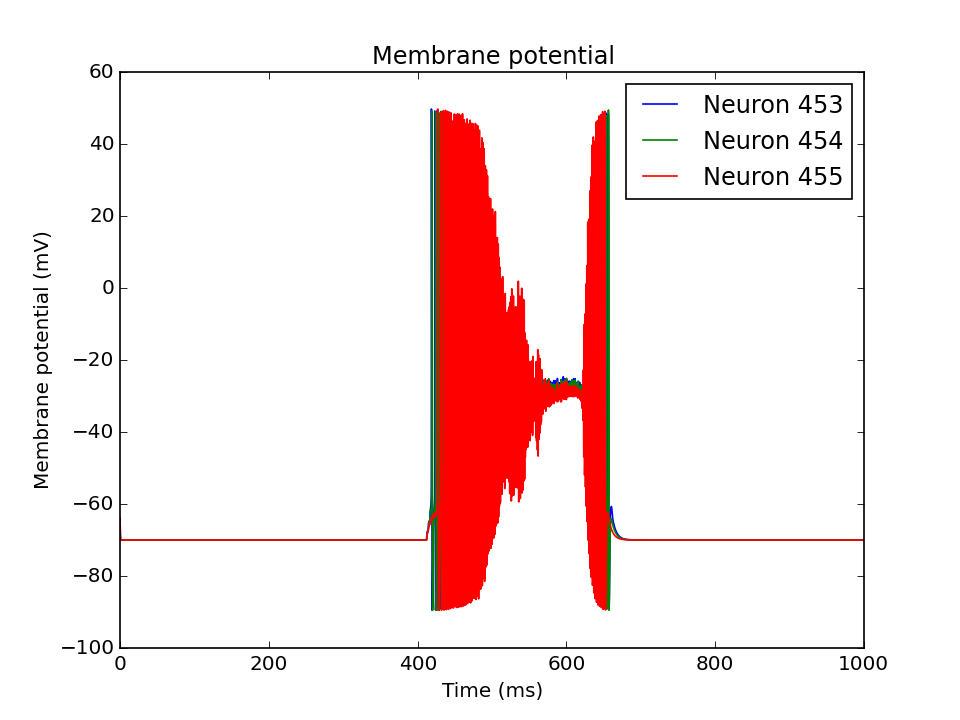 Membrane potential
60
40
20
0
−20
−40
−60
−80
−100
Membrane potential (mV)
Neuron 453
Neuron 454
Neuron 455
0 200 400 600 800 1000
Time (ms)